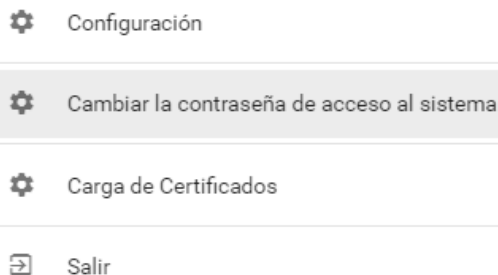 Configuración
Cambiar la contraseña de acceso al sistema
Carga de Certificados
Salir